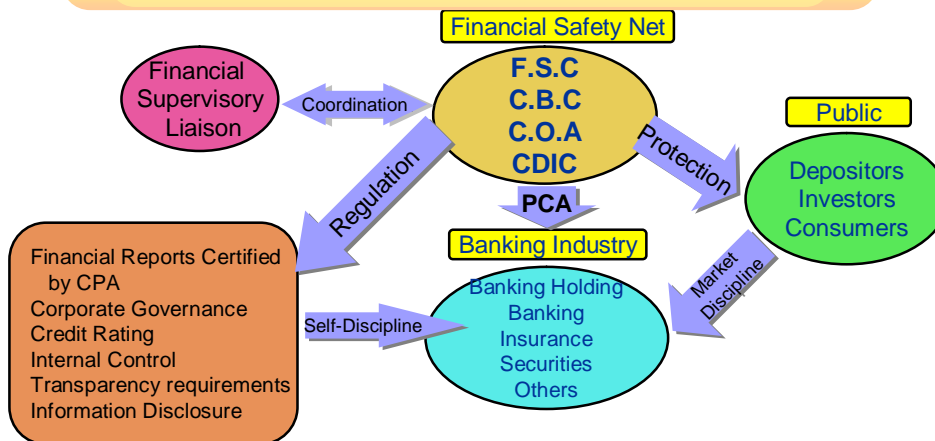 Financial Safety Net
F.S.C
C.B.C
C.O.A
CDIC
Financial
Supervisory
Liaison
Coordination
Public
Depositors
Investors
Consumers
Protection
Regulation
PCA
Banking Industry
Banking Holding
Banking
Insurance
Securities
Others
Market
Discipline
Financial Reports Certified
by CPA
Corporate Governance
Credit Rating
Internal Control
Transparency requirements
Information Disclosure
Self-Discipline